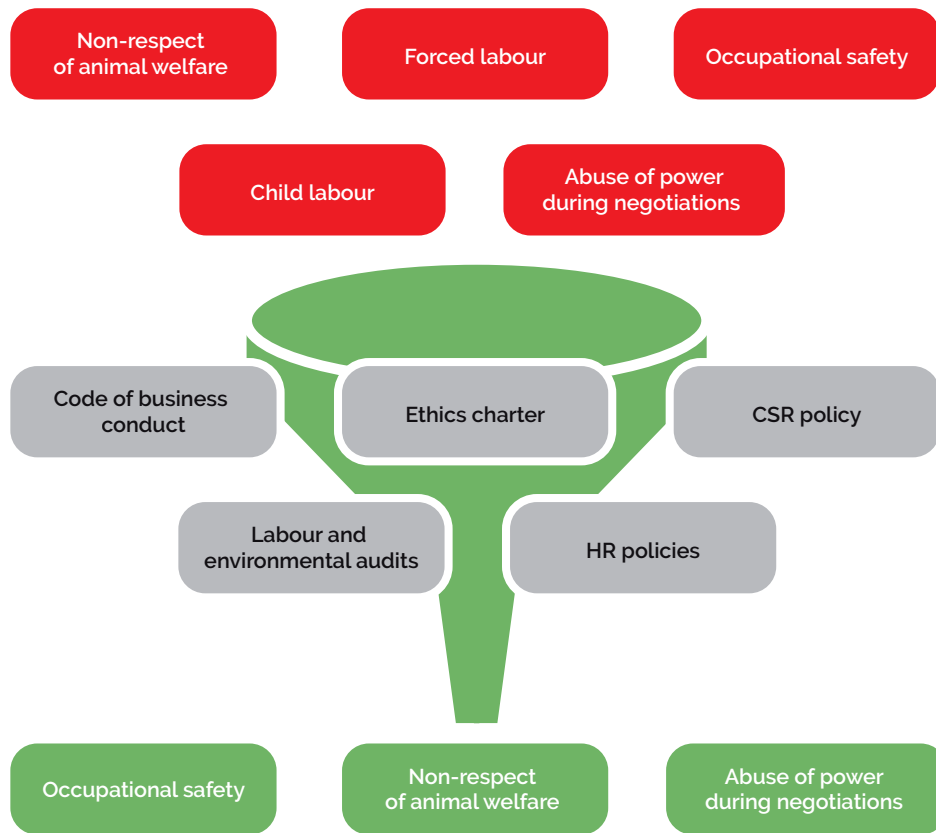 Non-respect
of animal welfare
Forced labour
Occupational safety
Child labour
Abuse of power
during negotiations
Code of business
conduct
Ethics charter
CSR policy
Labour and
environmental audits
HR policies
Occupational safety
Non-respect
of animal welfare
Abuse of power
during negotiations